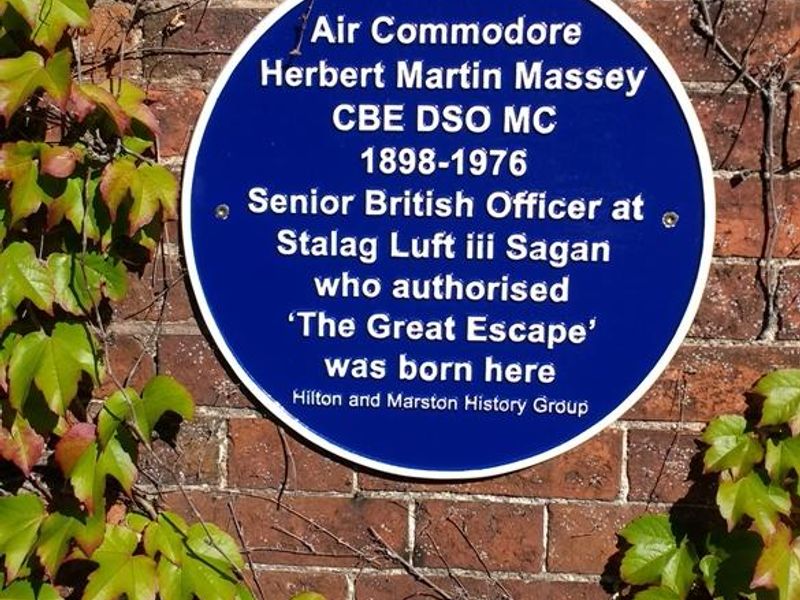 Air Commodore
Herbert Martin Massey
CBE DSO MC
1898-1976
Senior British Officer at
Stalag Luft iii Sagan
who authorised
‘The Great Escape’
was born here
Hilton and Marston History Group